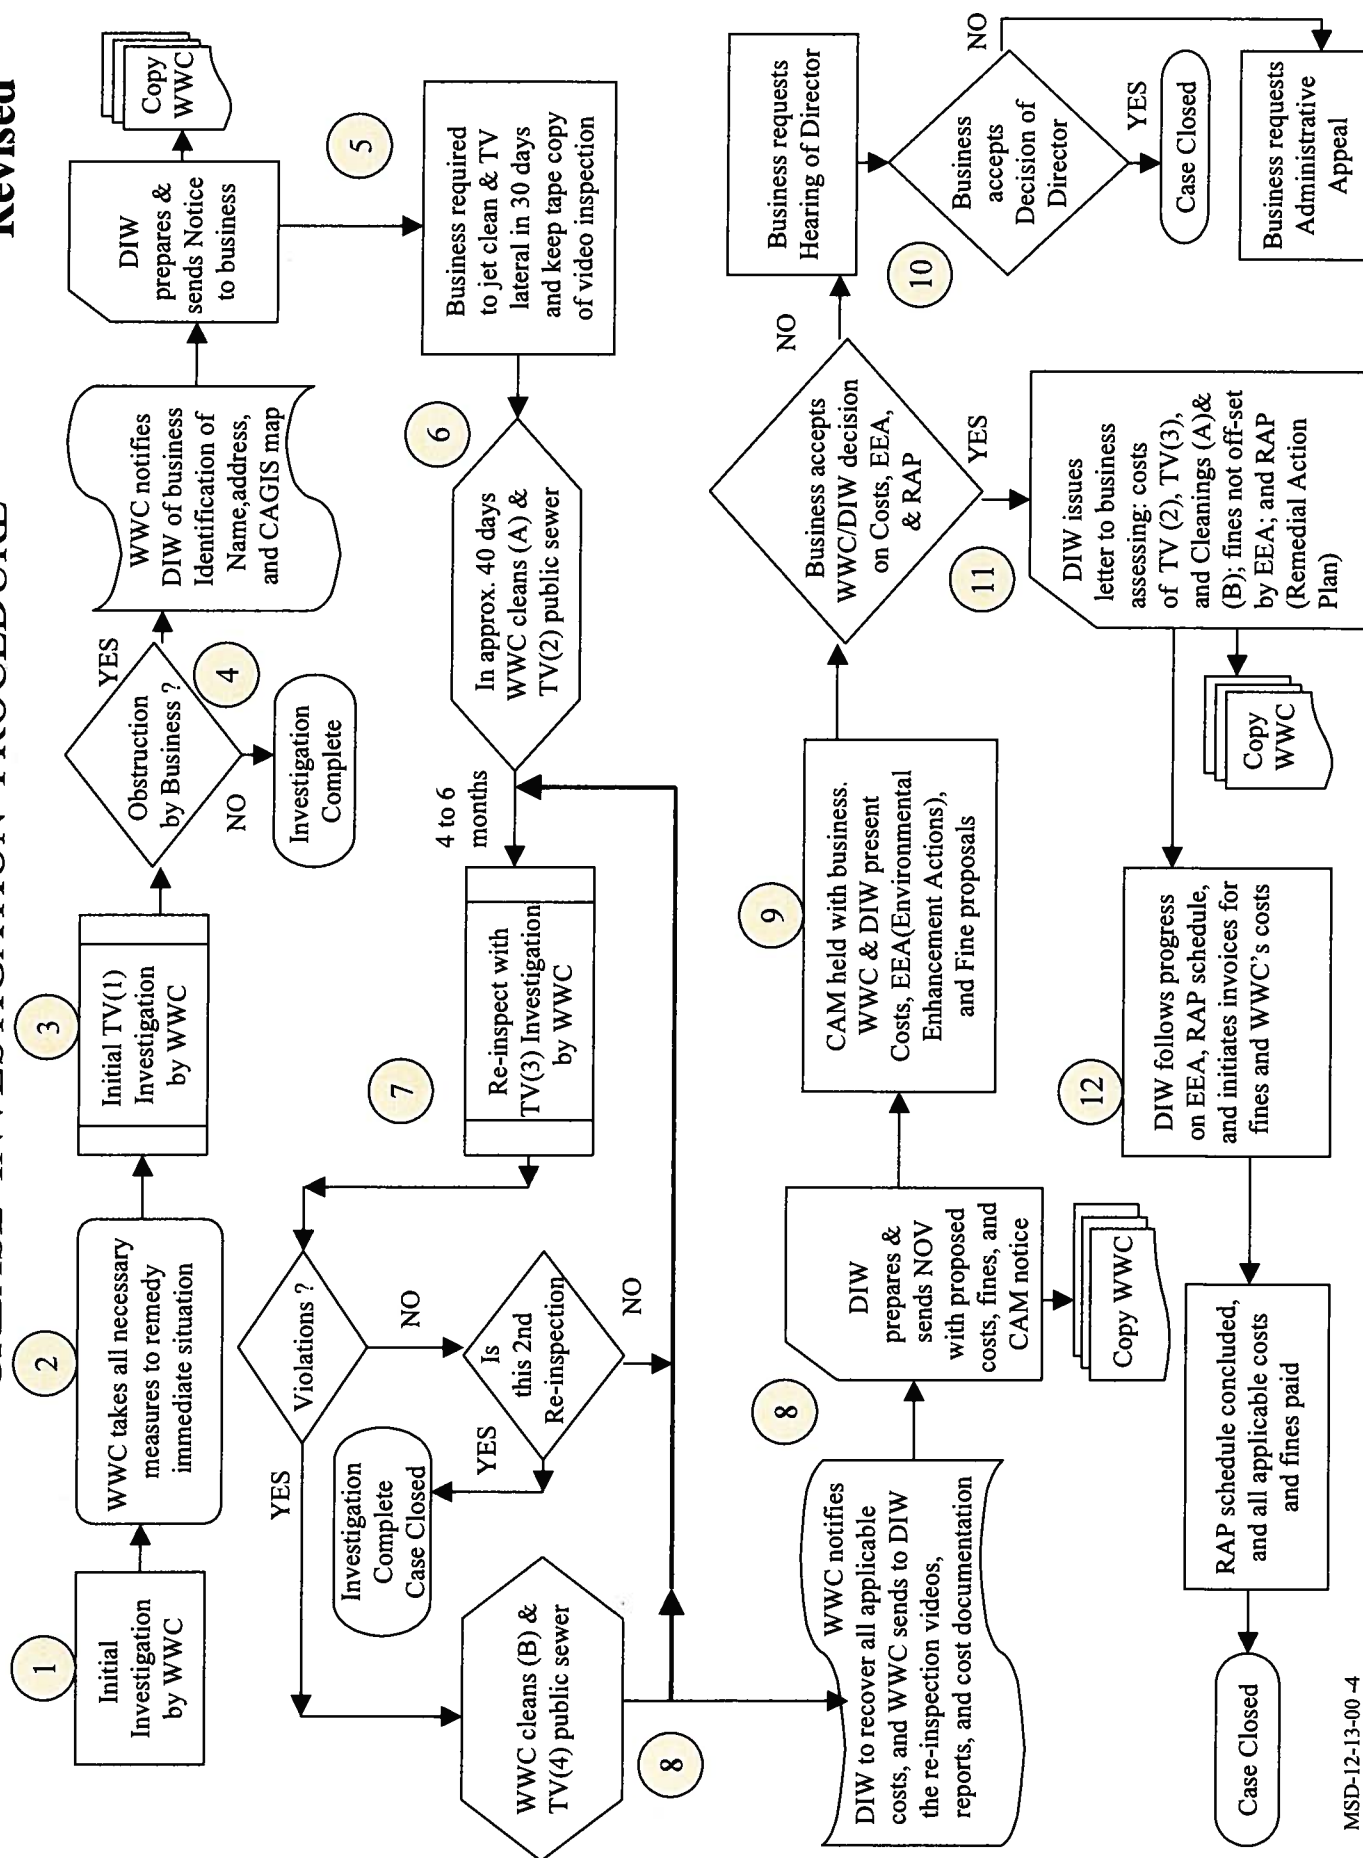 GREASE INVESTIGATION PROCEDURE
Revised
1
Initial
Investigation
by WWC
2
WWC takes all necessary
measures to remedy
immediate situation
3
Initial TV(1)
Investigation
by WWC
Obstruction
by Business ?
YES
NO
4
Investigation
Complete
WWC notifies
DIW of business
Identification of
Name,address,
and CAGIS map
DIW
prepares &
sends Notice
to business
Copy
WWC
5
Business required
to jet clean & TV
lateral in 30 days
and keep tape copy
of video inspection
6
In approx. 40 days
WWC cleans (A) &
TV(2) public sewer
4 to 6
months
7
Re-inspect with
TV(3) Investigation
by WWC
Violations ?
YES
NO
Is
this 2nd
Re-inspection
YES
NO
Investigation
Complete
Case Closed
WWC cleans (B) &
TV(4) public sewer
8
WWC notifies
DIW to recover all applicable
costs, and WWC sends to DIW
the re-inspection videos,
reports, and cost documentation
8
DIW
prepares &
sends NOV
with proposed
costs, fines, and
CAM notice
Copy WWC
9
CAM held with business.
WWC & DIW present
Costs, EEA(Environmental
Enhancement Actions),
and Fine proposals
Business accepts
WWC/DIW decision
on Costs, EEA,
& RAP
NO
YES
10
Business requests
Hearing of Director
Business
accepts
Decision of
Director
NO
YES
Case Closed
Business requests
Administrative
Appeal
11
DIW issues
letter to business
assessing: costs
of TV (2), TV(3),
and Cleanings (A)&
(B); fines not off-set
by EEA; and RAP
(Remedial Action
Plan)
Copy
WWC
12
DIW follows progress
on EEA, RAP schedule,
and initiates invoices for
fines and WWC's costs
RAP schedule concluded,
and all applicable costs
and fines paid
Case Closed
MSD-12-13-00 -4